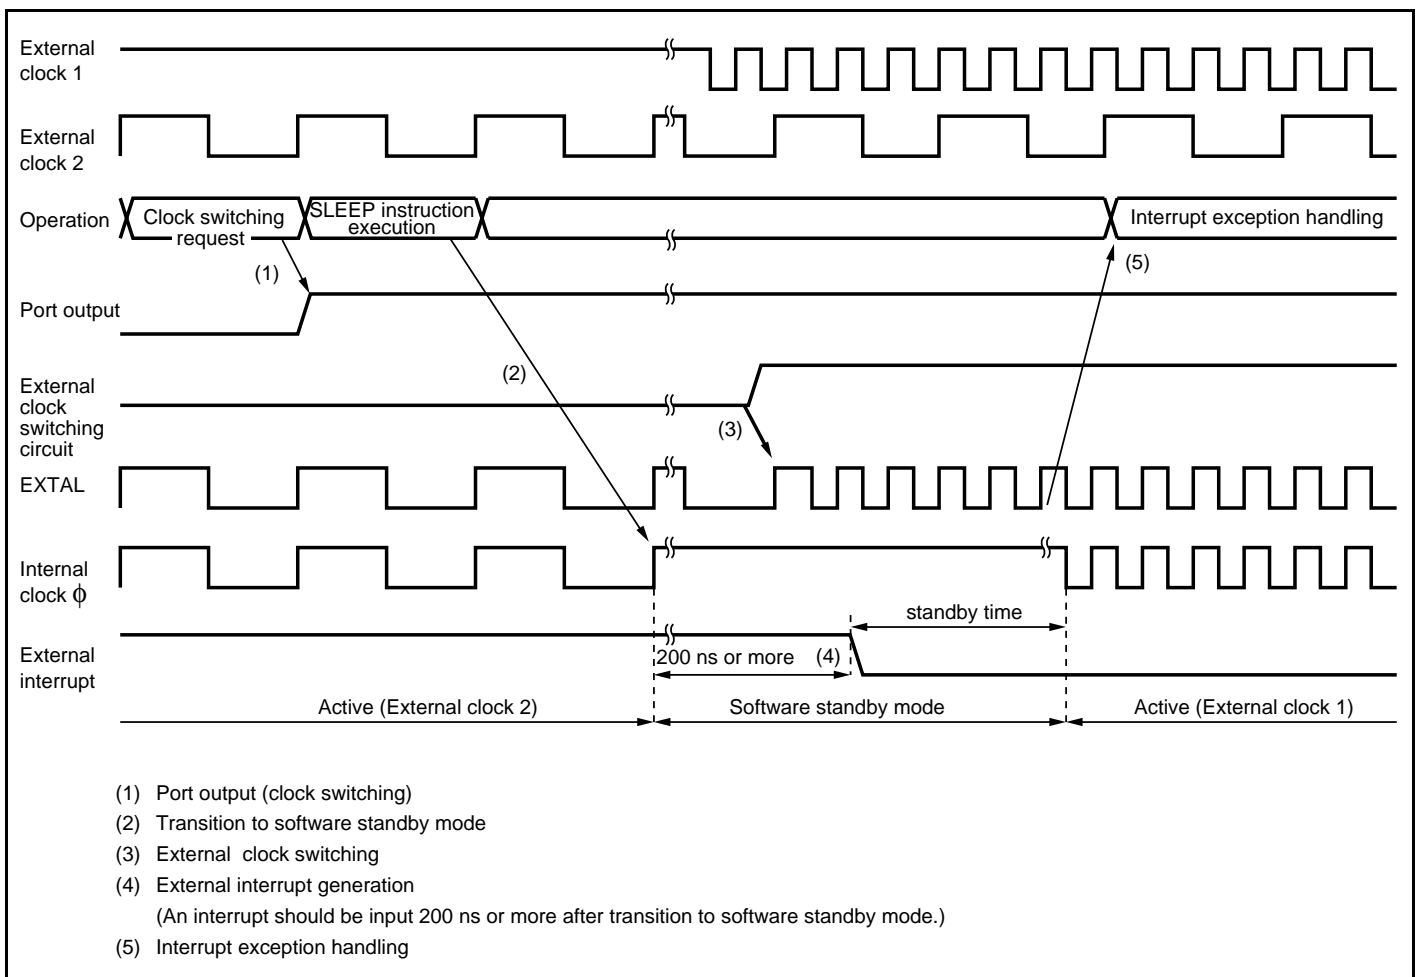 External
clock 1
External
clock 2
Operation
Clock switching
request
SLEEP instruction
execution
Interrupt exception handling
(1)
(5)
Port output
(2)
External
clock
switching
circuit
(3)
EXTAL
Internal
clock ϕ
standby time
External
interrupt
200 ns or more (4)
Active (External clock 2)
Software standby mode
Active (External clock 1)
(1) Port output (clock switching)
(2) Transition to software standby mode
(3) External clock switching
(4) External interrupt generation
(An interrupt should be input 200 ns or more after transition to software standby mode.)
(5) Interrupt exception handling